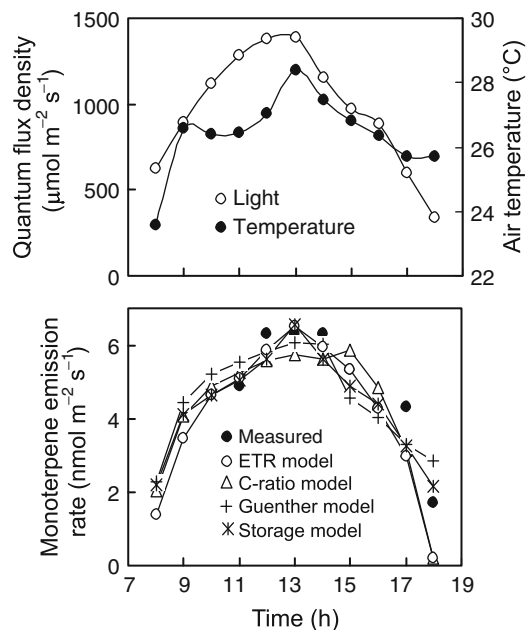 1500
1000
500
0
Quantum flux density
(μmol m⁻² s⁻¹)
30
28
26
24
22
Air temperature (°C)
Light
Temperature
6
4
2
0
Monoterpene emission
rate (nmol m⁻² s⁻¹)
Measured
ETR model
C-ratio model
Guenther model
Storage model
7 9 11 13 15 17 19
Time (h)